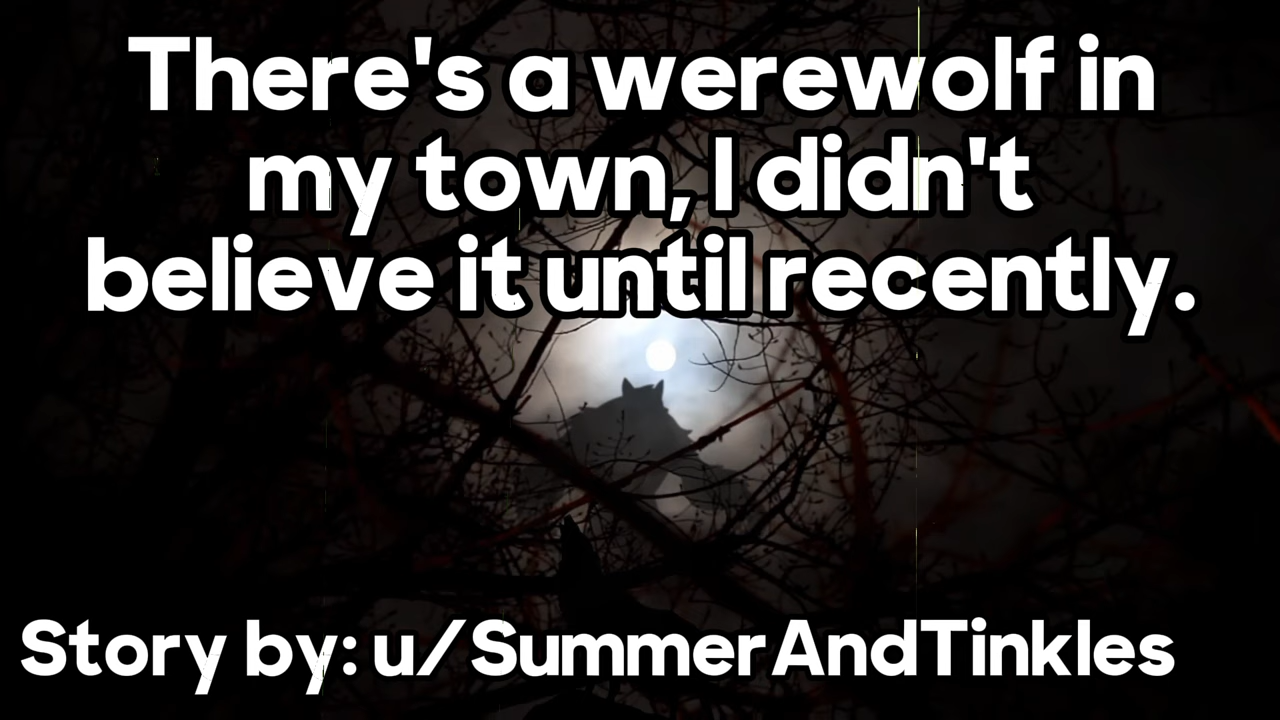 There's a werewolf in
my town, I didn't
believe it until recently.
Story by: u/SummerAndTinkles